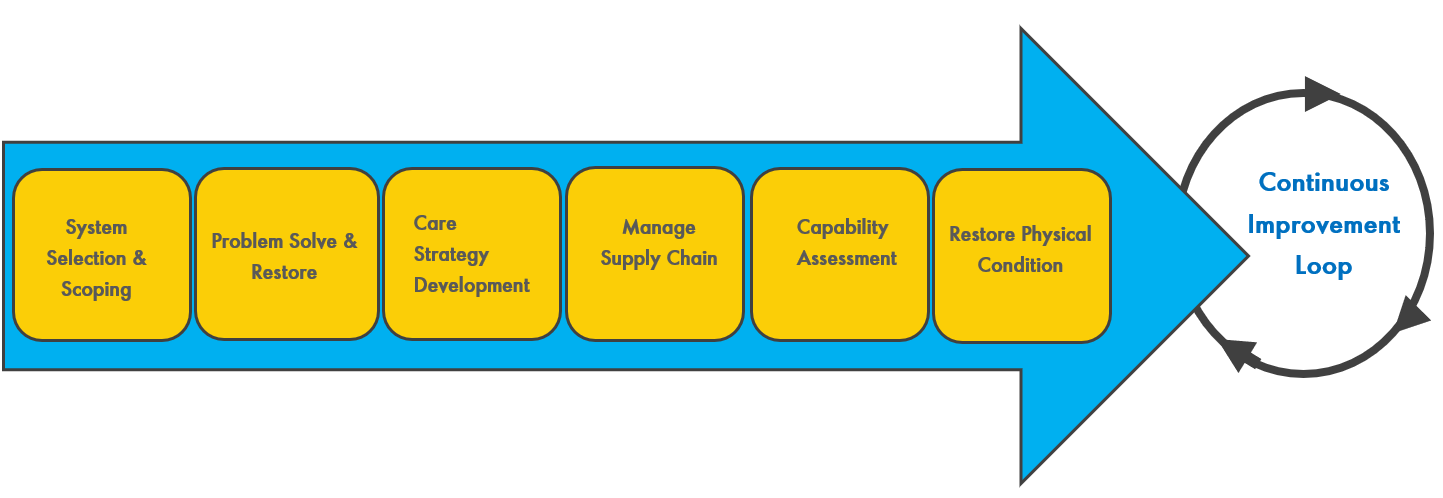 System
Selection &
Scoping
Problem Solve &
Restore
Care
Strategy
Development
Manage
Supply Chain
Capability
Assessment
Restore Physical
Condition
Continuous
Improvement
Loop